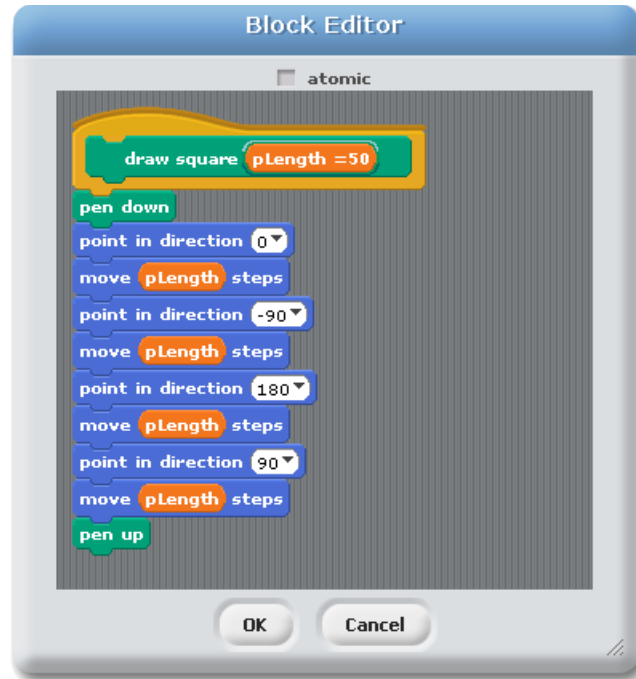 Block Editor
atomic
draw square pLength =50
pen down
point in direction 0
move pLength steps
point in direction -90
move pLength steps
point in direction 180
move pLength steps
point in direction 90
move pLength steps
pen up
OK Cancel